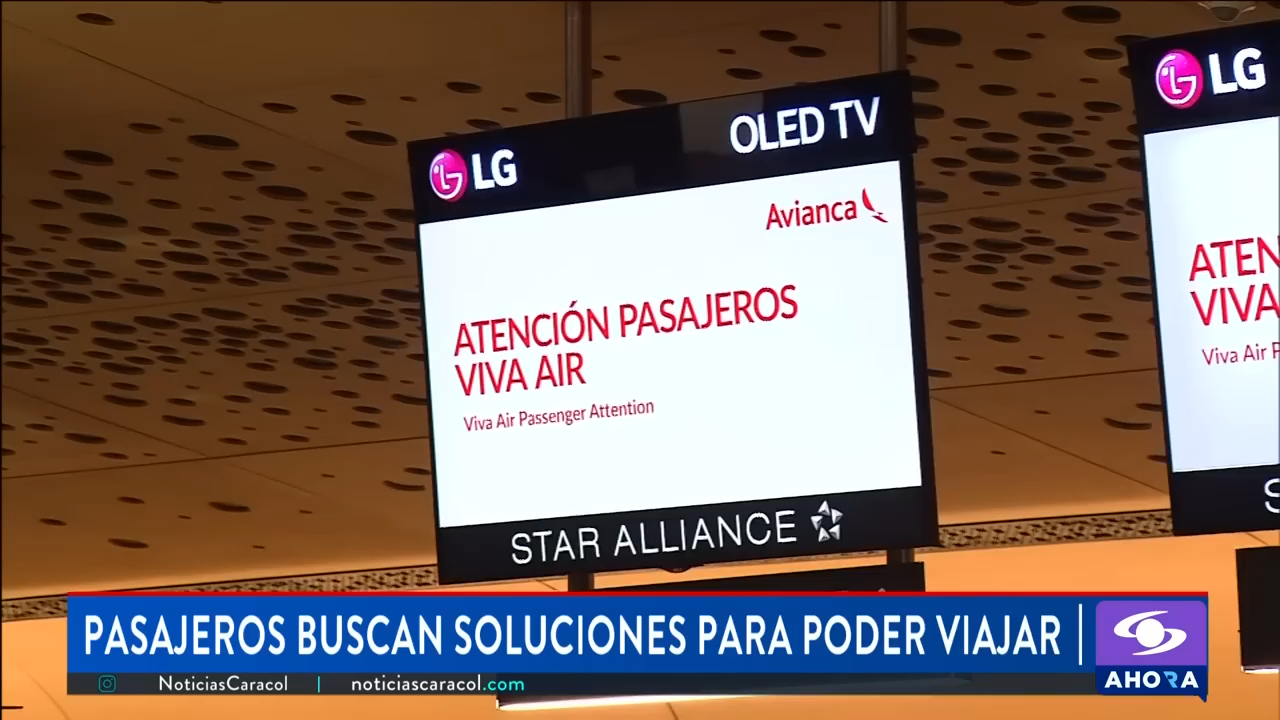 LG OLED TV
Avianca
ATENCIÓN PASAJEROS
VIVA AIR
Viva Air Passenger Attention
STAR ALLIANCE
LG
ATEN
VIVA
Viva Air P
S
PASAJEROS BUSCAN SOLUCIONES PARA PODER VIAJAR
NoticiasCaracol | noticiascaracol.com
AHORA